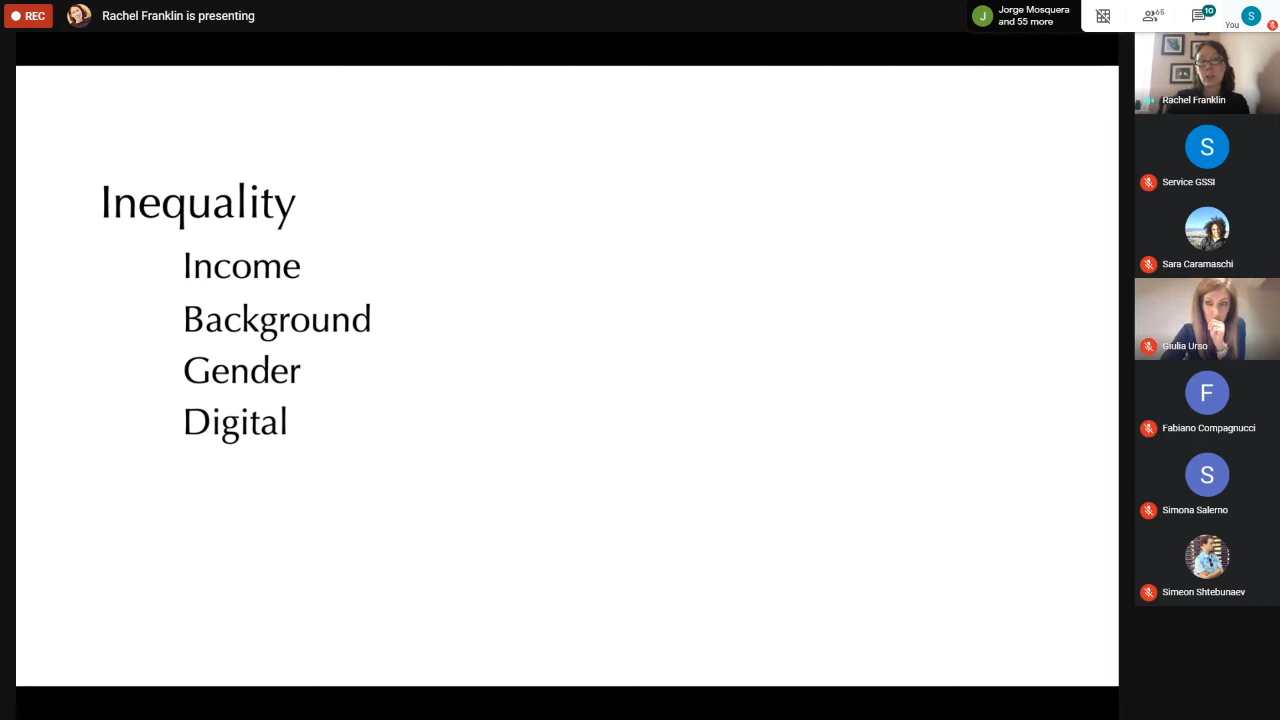 REC
Rachel Franklin is presenting
Jorge Mosquera
and 55 more
65
10
You
S
J
Rachel Franklin
S
Service GSSI
Sara Caramaschi
Giulia Urso
F
Fabiano Compagnucci
S
Simona Salerno
Simeon Shtebunaev
Inequality
Income
Background
Gender
Digital